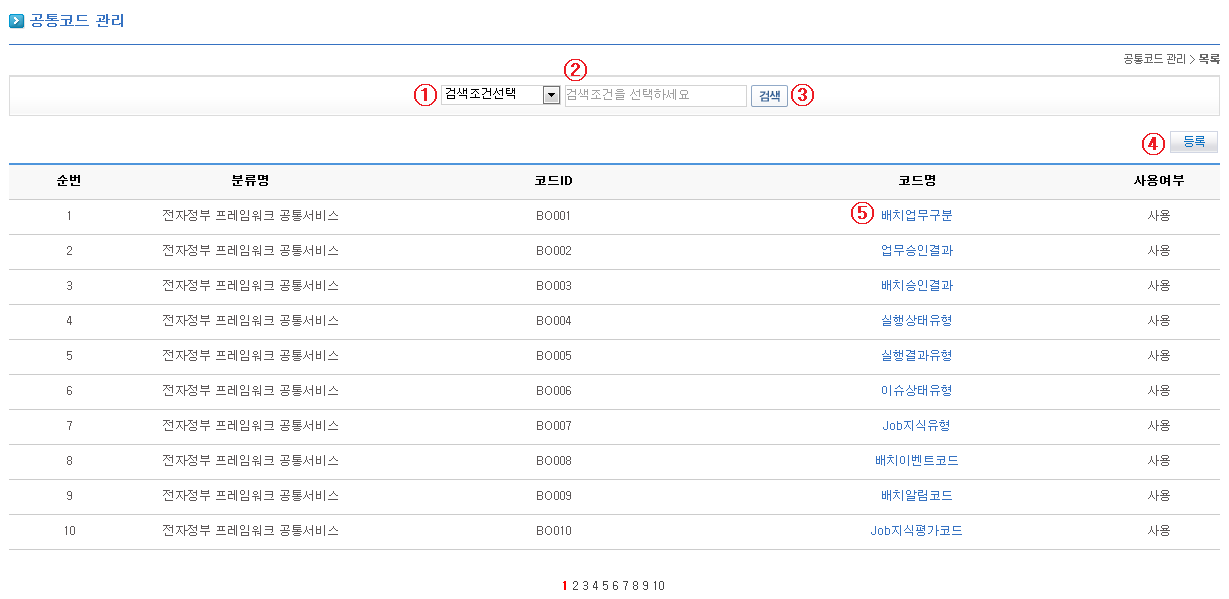 공통코드 관리
공통코드 관리 > 목록
① 검색조건선택 ② 검색조건을 선택하세요 검색 ③
④ 등록
순번 분류명 코드ID 코드명 사용여부
1 전자정부 프레임워크 공통서비스 BO001 ⑤ 배치업무구분 사용
2 전자정부 프레임워크 공통서비스 BO002 업무승인결과 사용
3 전자정부 프레임워크 공통서비스 BO003 배치승인결과 사용
4 전자정부 프레임워크 공통서비스 BO004 실행상태유형 사용
5 전자정부 프레임워크 공통서비스 BO005 실행결과유형 사용
6 전자정부 프레임워크 공통서비스 BO006 이슈상태유형 사용
7 전자정부 프레임워크 공통서비스 BO007 Job지식유형 사용
8 전자정부 프레임워크 공통서비스 BO008 배치이벤트코드 사용
9 전자정부 프레임워크 공통서비스 BO009 배치알림코드 사용
10 전자정부 프레임워크 공통서비스 BO010 Job지식평가코드 사용
1 2 3 4 5 6 7 8 9 10